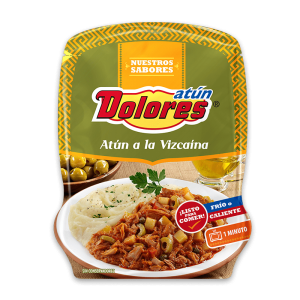 NUESTROS
SABORES
atún
Dolores®
Atún a la Vizcaína
¡LISTO
PARA
COMER!
FRÍO o
CALIENTE
1 MINUTO